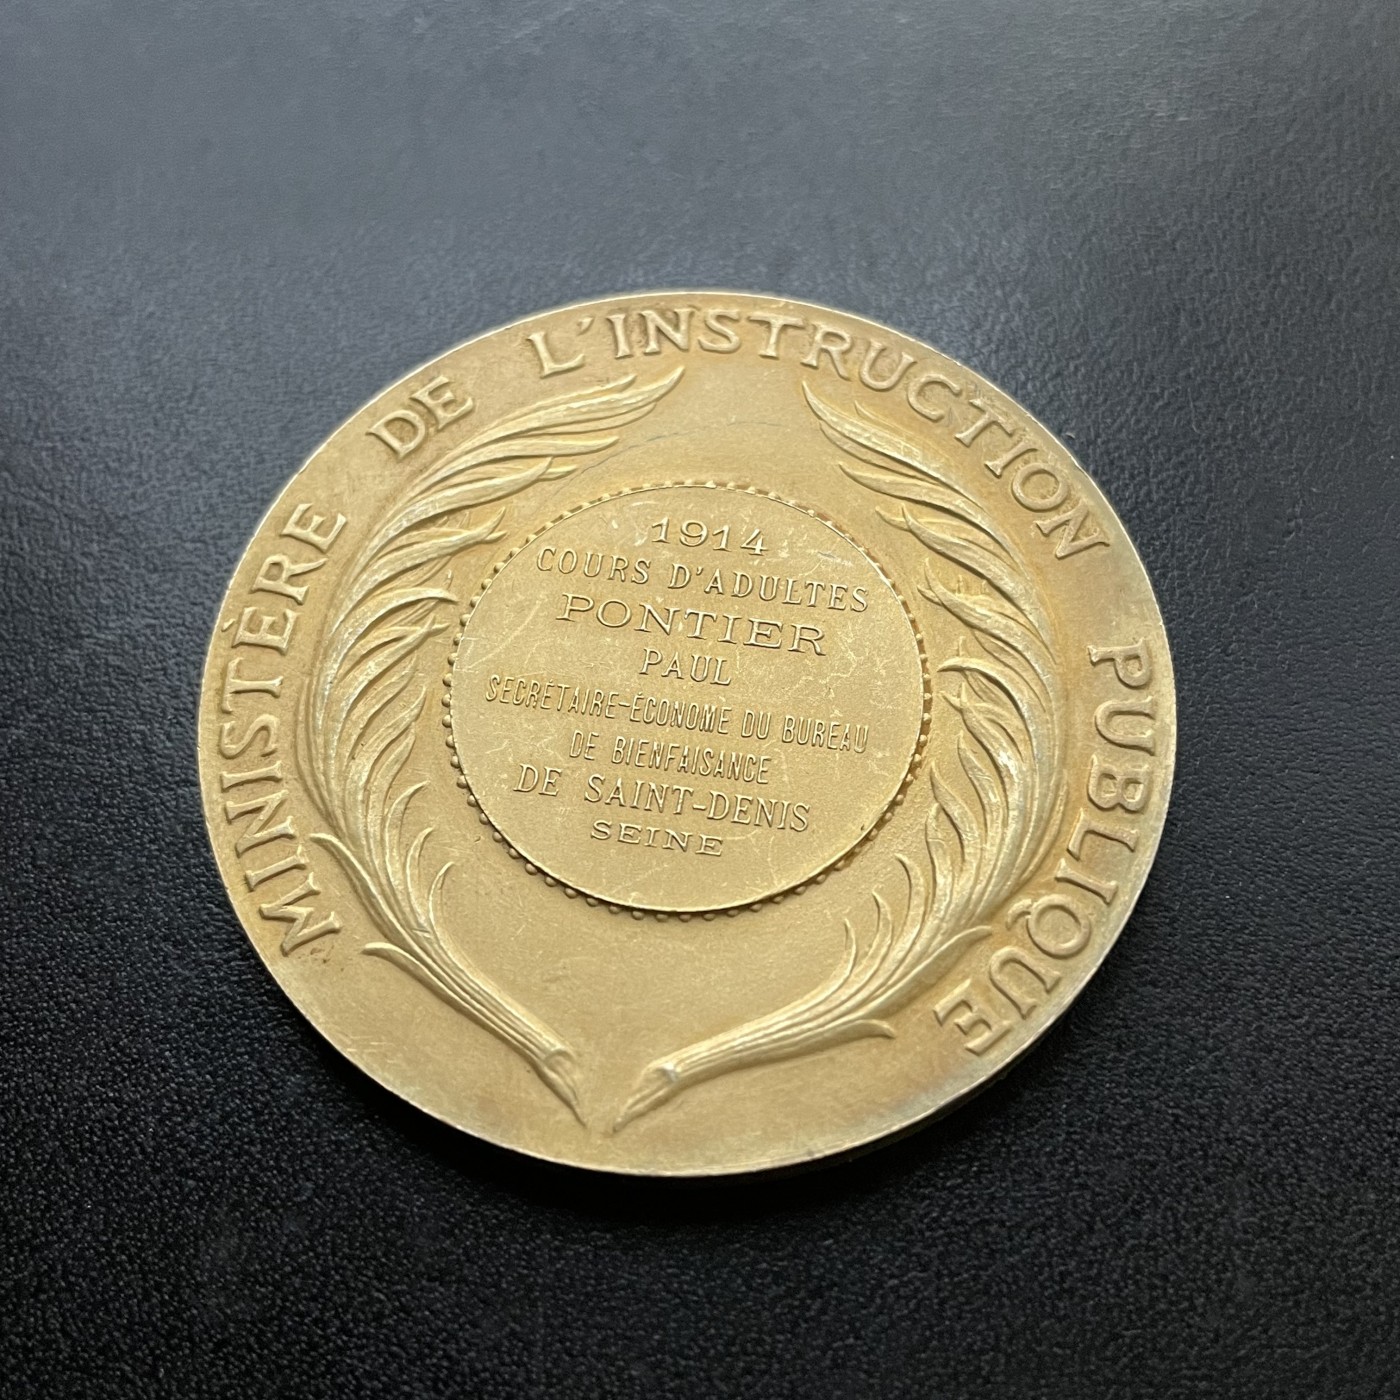 MINISTÈRE DE L'INSTRUCTION PUBLIQUE
1914
COURS D'ADULTES
PONTIER
PAUL
SECRÉTAIRE-ÉCONOME DU BUREAU
DE BIENFAISANCE
DE SAINT-DENIS
SEINE